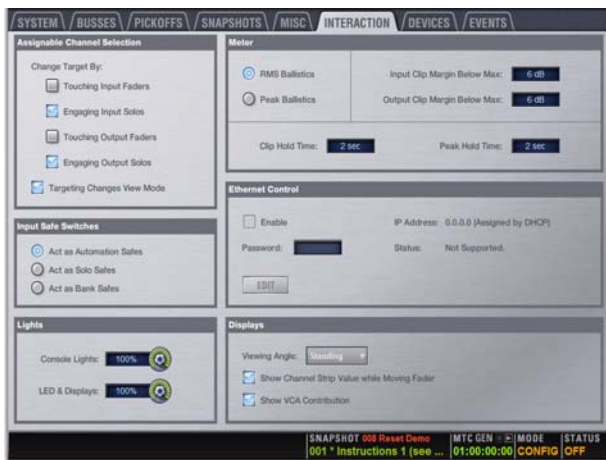 SYSTEM BUSSES PICKOFFS SNAPSHOTS MISC INTERACTION DEVICES EVENTS
Assignable Channel Selection
Change Target By:
Touching Input Faders
Engaging Input Solos
Touching Output Faders
Engaging Output Solos
Targeting Changes View Mode
Meter
RMS Ballistics
Input Clip Margin Below Max: 6 dB
Peak Ballistics
Output Clip Margin Below Max: 6 dB
Clip Hold Time: 2 sec
Peak Hold Time: 2 sec
Input Safe Switches
Act as Automation Safes
Act as Solo Safes
Act as Bank Safes
Ethernet Control
Enable
IP Address: 0.0.0.0 (Assigned by DHCP)
Password:
Status: Not Supported.
EDIT
Lights
Console Lights: 100%
LED & Displays: 100%
Displays
Viewing Angle: Standing
Show Channel Strip Value while Moving Fader
Show VCA Contribution
SNAPSHOT 008 Reset Demo
001 * Instructions 1 (see ...
MTC GEN
01:00:00:00
MODE
CONFIG
STATUS
OFF